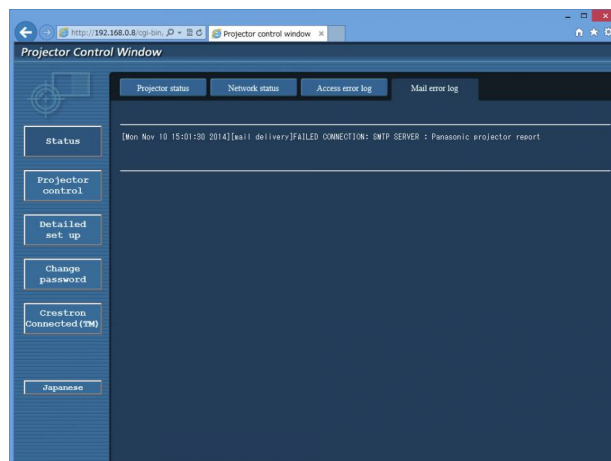 http://192.168.0.8/cgi-bin,
Projector control window
Projector Control Window
Projector status
Network status
Access error log
Mail error log
[Mon Nov 10 15:01:30 2014][mail delivery]FAILED CONNECTION: SMTP SERVER : Panasonic projector report
Status
Projector
control
Detailed
set up
Change
password
Crestron
Connected(TM)
Japanese